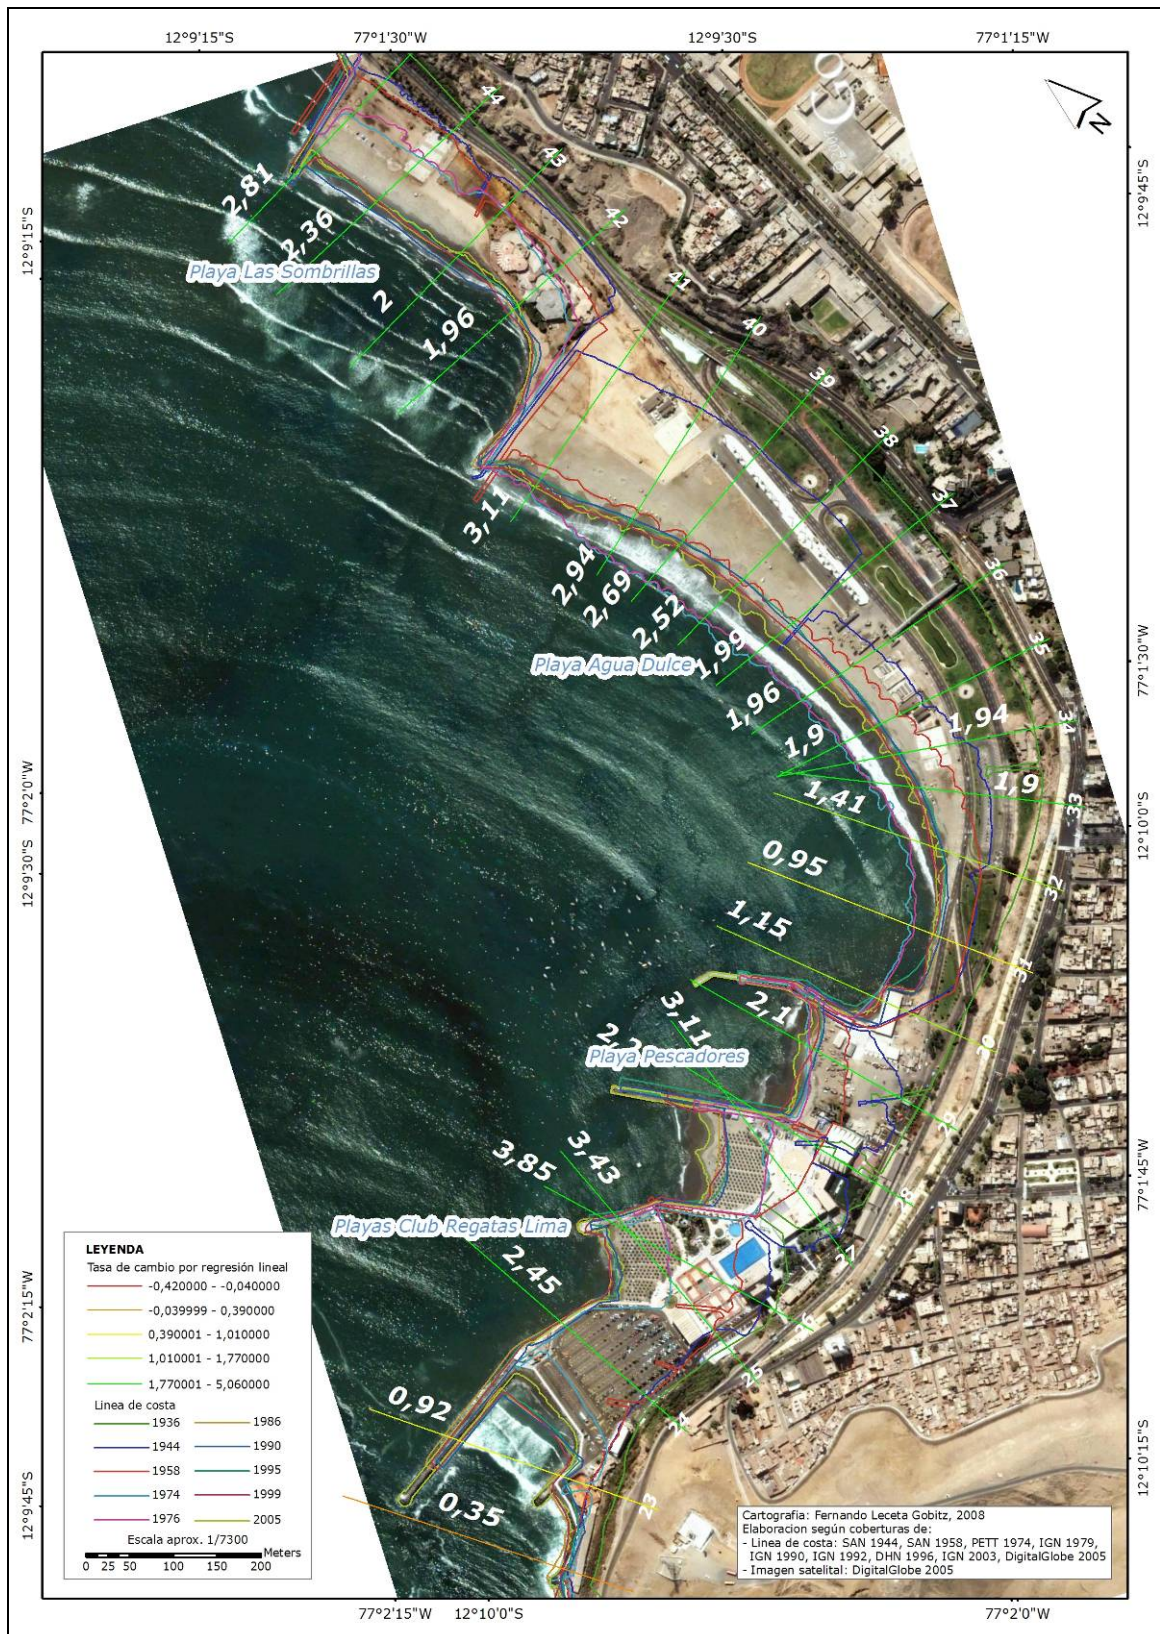 12°9'15"S
77°1'30"W
12°9'30"S
77°1'15"W
N
44
43
42
41
40
39
38
37
36
35
34
33
32
31
30
29
28
27
26
25
24
23
2,81
2,36
2
1,96
3,11
2,94
2,69
2,52
1,99
1,96
1,9
1,94
1,9
1,41
0,95
1,15
2,1
3,11
3,43
3,85
2,45
0,92
0,35
Playa Las Sombrillas
Playa Agua Dulce
Playa Pescadores
Playas Club Regatas Lima
12°9'15"S
77°2'0"W
12°9'30"S
77°2'15"W
12°9'45"S
12°9'45"S
77°1'30"W
12°10'0"S
77°1'45"W
12°10'15"S
LEYENDA
Tasa de cambio por regresión lineal
-0,420000 - -0,040000
-0,039999 - 0,390000
0,390001 - 1,010000
1,010001 - 1,770000
1,770001 - 5,060000
Linea de costa
1936 1986
1944 1990
1958 1995
1974 1999
1976 2005
Escala aprox. 1/7300
Meters
0 25 50 100 150 200
Cartografia: Fernando Leceta Gobitz, 2008
Elaboracion según coberturas de:
- Linea de costa: SAN 1944, SAN 1958, PETT 1974, IGN 1979,
IGN 1990, IGN 1992, DHN 1996, IGN 2003, DigitalGlobe 2005
- Imagen satelital: DigitalGlobe 2005
77°2'15"W
12°10'0"S
77°2'0"W